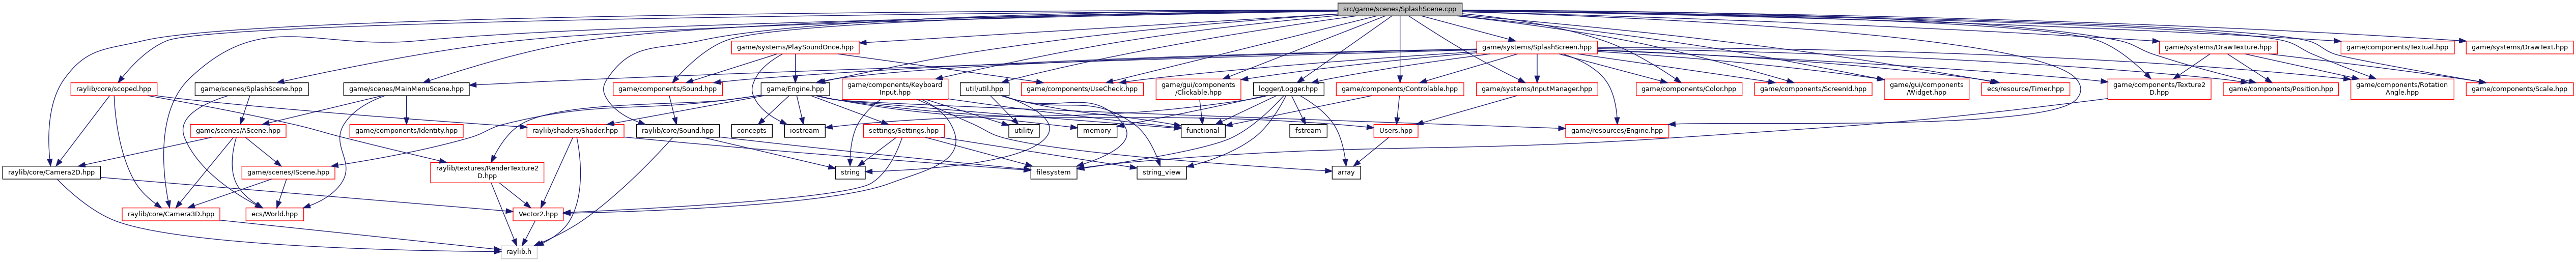 src/game/scenes/SplashScene.cpp
game/systems/PlaySoundOnce.hpp
game/systems/SplashScreen.hpp
game/systems/DrawTexture.hpp
game/components/Textual.hpp
game/systems/DrawText.hpp
raylib/core/scoped.hpp
game/scenes/SplashScene.hpp
game/scenes/MainMenuScene.hpp
game/components/Sound.hpp
game/Engine.hpp
game/components/Keyboard
Input.hpp
util/util.hpp
game/components/UseCheck.hpp
game/gui/components
/Clickable.hpp
logger/Logger.hpp
game/components/Controlable.hpp
game/systems/InputManager.hpp
game/components/Color.hpp
game/components/ScreenId.hpp
game/gui/components
/Widget.hpp
ecs/resource/Timer.hpp
game/components/Texture2
D.hpp
game/components/Position.hpp
game/components/Rotation
Angle.hpp
game/components/Scale.hpp
game/scenes/AScene.hpp
game/components/Identity.hpp
raylib/shaders/Shader.hpp
raylib/core/Sound.hpp
concepts
iostream
settings/Settings.hpp
memory
utility
functional
fstream
Users.hpp
game/resources/Engine.hpp
raylib/core/Camera2D.hpp
game/scenes/IScene.hpp
raylib/textures/RenderTexture2
D.hpp
string
filesystem
string_view
array
raylib/core/Camera3D.hpp
ecs/World.hpp
Vector2.hpp
raylib.h